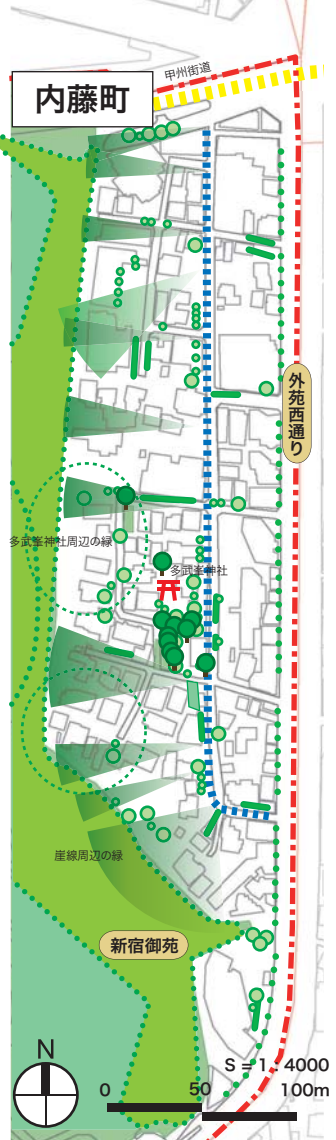 甲州街道
内藤町
外苑西通り
多武峯神社周辺の緑
多武峯神社
崖線周辺の緑
新宿御苑
N
S = 1 : 4000
0 50 100m